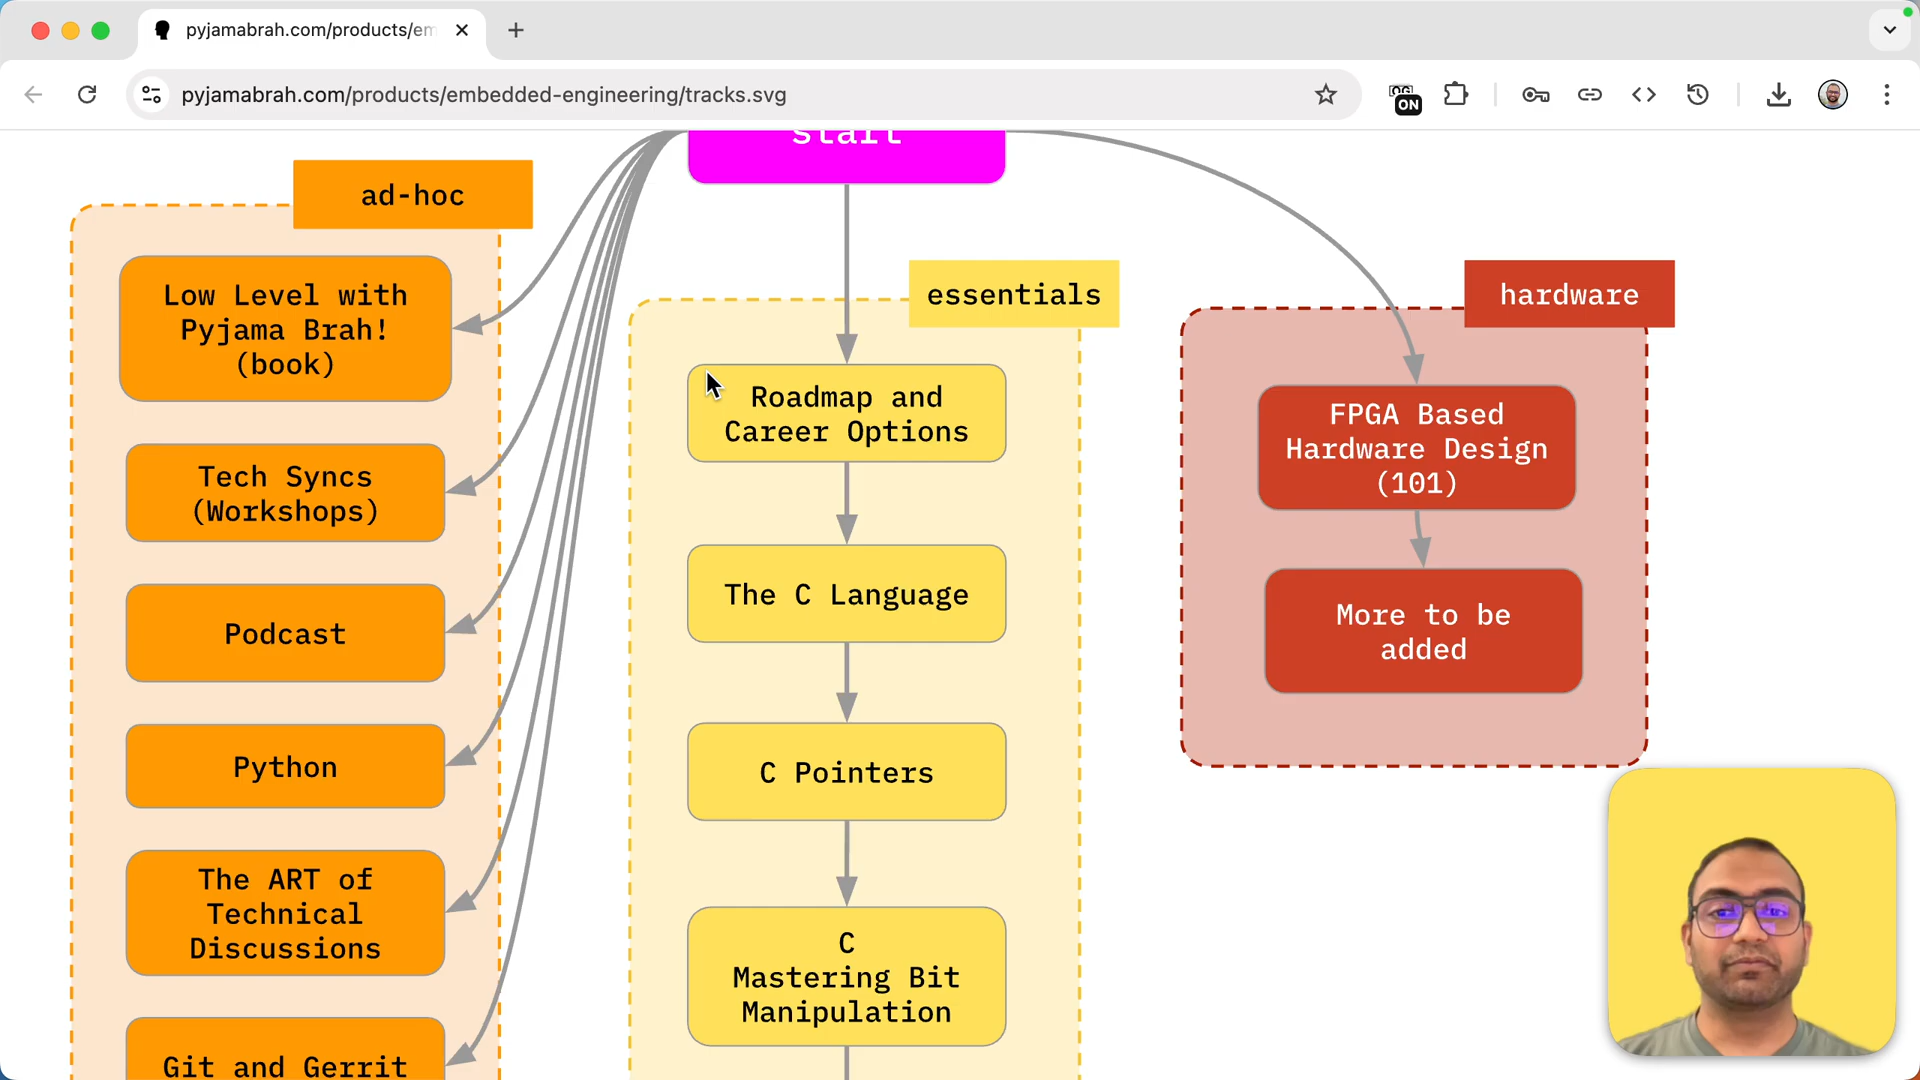 pyjamabrah.com/products/em
pyjamabrah.com/products/embedded-engineering/tracks.svg
ON
start
ad-hoc
Low Level with
Pyjama Brah!
(book)
Tech Syncs
(Workshops)
Podcast
Python
The ART of
Technical
Discussions
Git and Gerrit
essentials
Roadmap and
Career Options
The C Language
C Pointers
C
Mastering Bit
Manipulation
hardware
FPGA Based
Hardware Design
(101)
More to be
added